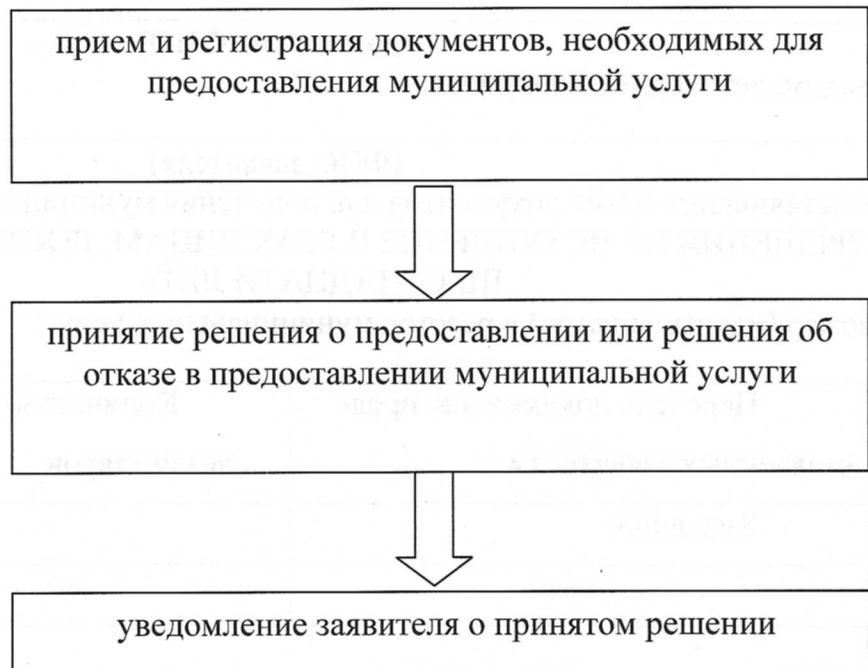 прием и регистрация документов, необходимых для
предоставления муниципальной услуги
принятие решения о предоставлении или решения об
отказе в предоставлении муниципальной услуги
уведомление заявителя о принятом решении